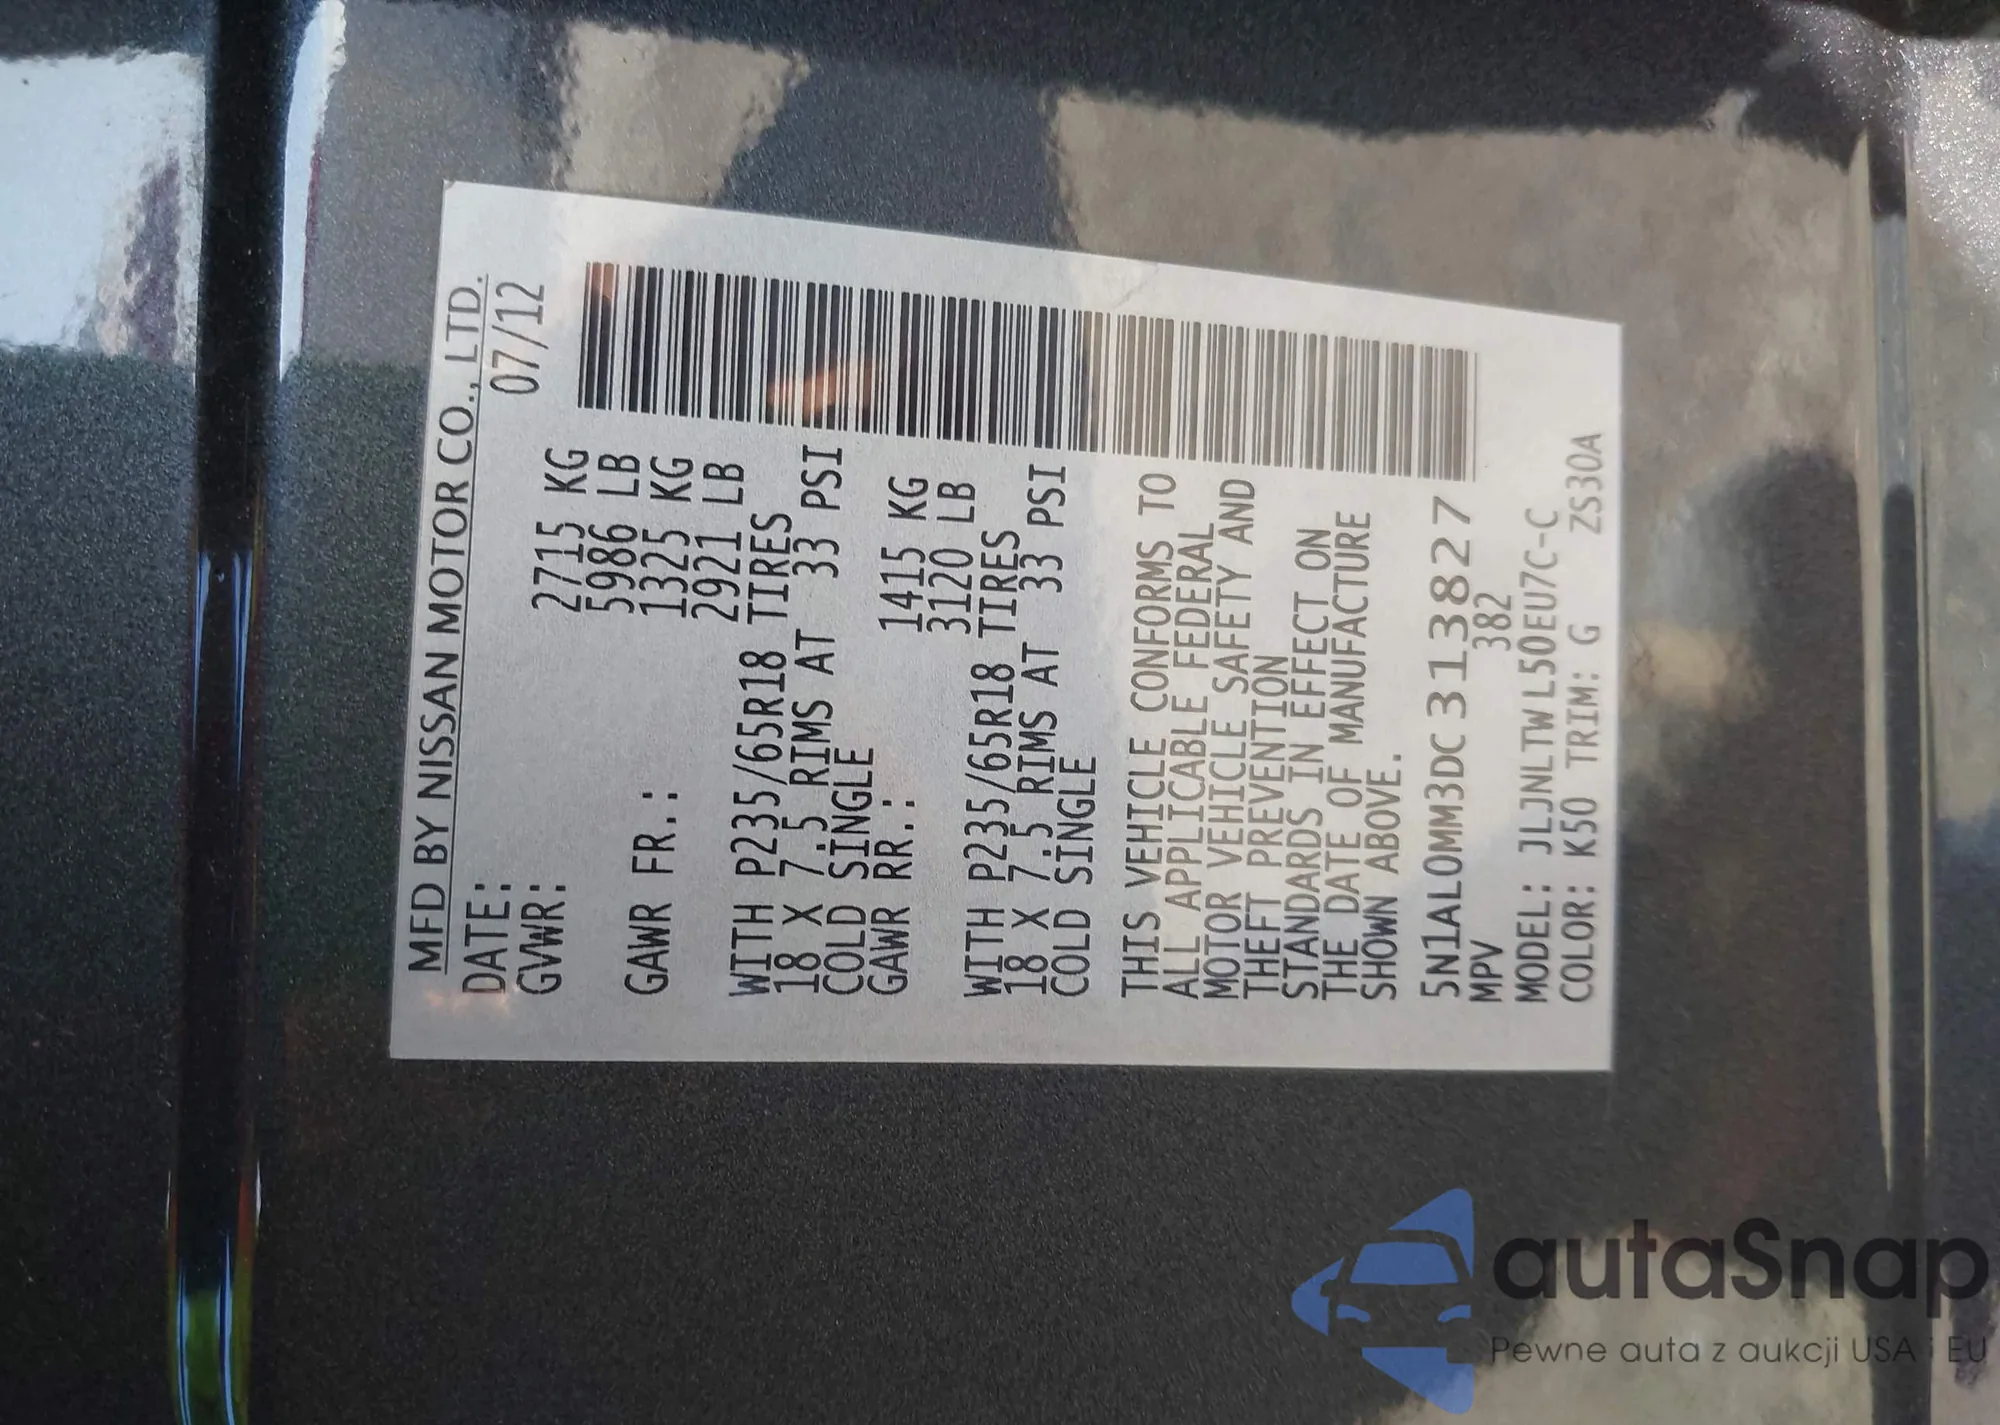 MFD BY NISSAN MOTOR CO., LTD.
DATE: 07/12
GVWR: 2715 KG
5986 LB
GAWR FR.: 1325 KG
2921 LB
WITH P235/65R18 TIRES
18 X 7.5 RIMS AT 33 PSI
COLD SINGLE
GAWR RR.: 1415 KG
3120 LB
WITH P235/65R18 TIRES
18 X 7.5 RIMS AT 33 PSI
COLD SINGLE
THIS VEHICLE CONFORMS TO
ALL APPLICABLE FEDERAL
MOTOR VEHICLE SAFETY AND
THEFT PREVENTION
STANDARDS IN EFFECT ON
THE DATE OF MANUFACTURE
SHOWN ABOVE.
5N1AL0MM3DC313827
MPV 382
MODEL: JLJNLTWL50EU7C-C
COLOR: K50 TRIM: G ZS30A
autaSnap
Pewne auta z aukcji USA i EU